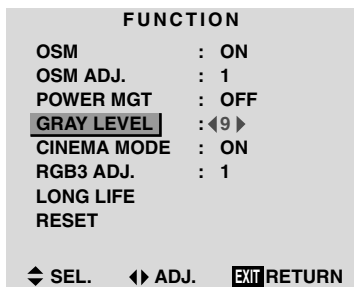 FUNCTION
OSM : ON
OSM ADJ. : 1
POWER MGT : OFF
GRAY LEVEL : 9
CINEMA MODE : ON
RGB3 ADJ. : 1
LONG LIFE
RESET
SEL. ADJ. EXIT RETURN